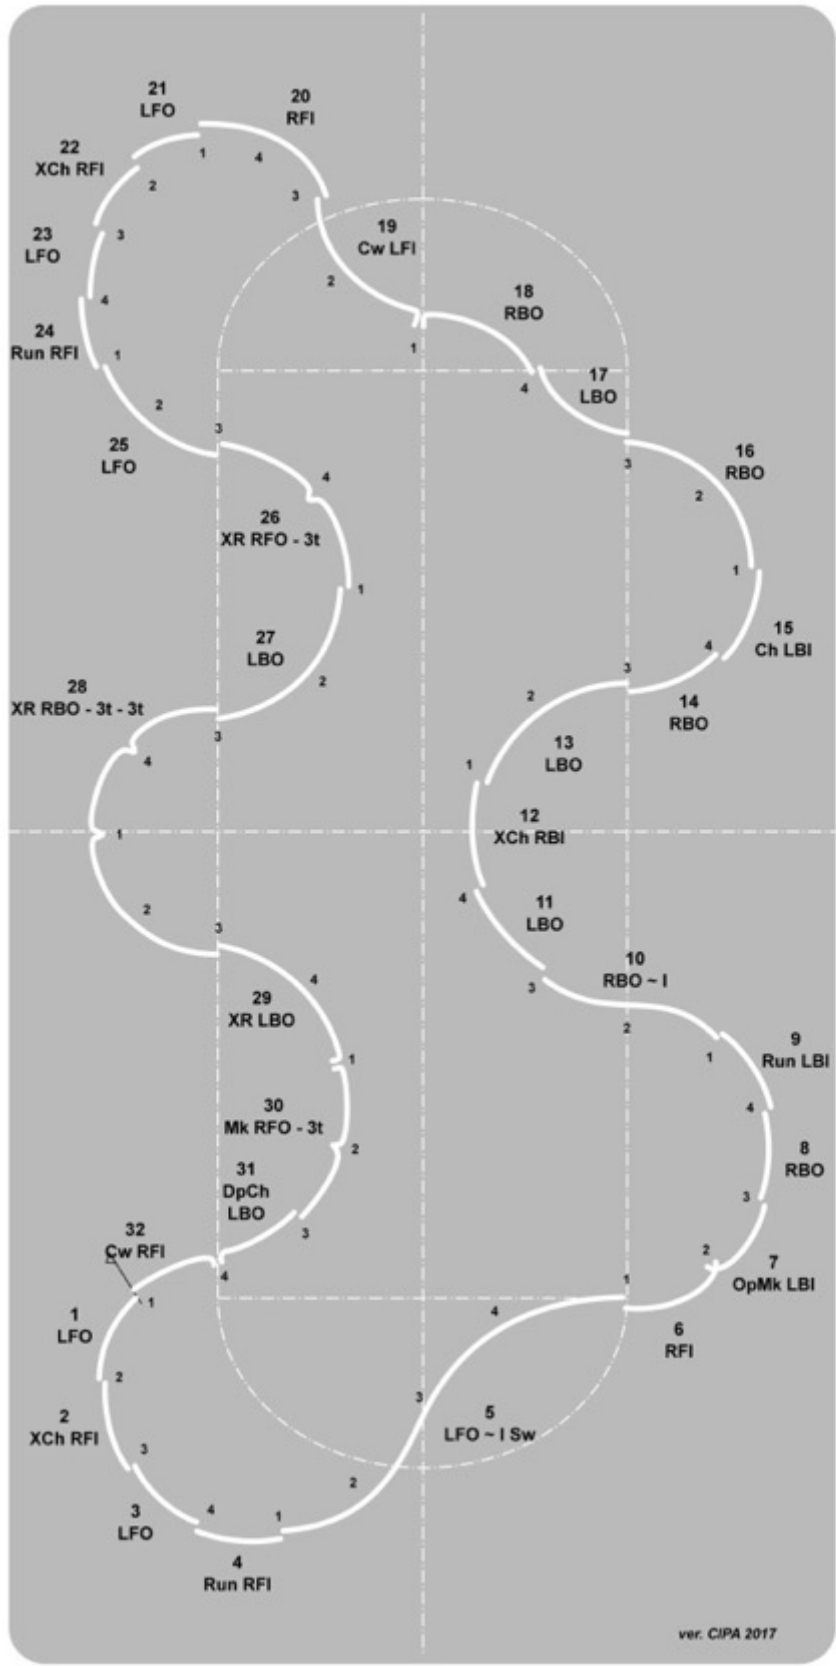 21
LFO
20
RFI
22
XCh RFI
1
4
2
3
19
Cw LFI
23
LFO
3
2
18
RBO
4
24
Run RFI
1
1
4
17
LBO
2
25
LFO
3
3
16
RBO
4
2
26
XR RFO - 3t
1
1
15
Ch LBI
27
LBO
4
3
2
2
14
RBO
28
XR RBO - 3t - 3t
3
4
13
LBO
1
12
XCh RBI
1
4
2
11
LBO
3
4
10
RBO ~ I
3
29
XR LBO
2
1
9
Run LBI
1
30
Mk RFO - 3t
4
2
8
RBO
31
DpCh
LBO
3
3
32
Cw RFI
4
2
7
OpMk LBI
1
1
1
LFO
4
6
RFI
2
3
2
XCh RFI
5
LFO ~ I Sw
3
2
3
LFO
4
1
4
Run RFI
ver. CIPA 2017